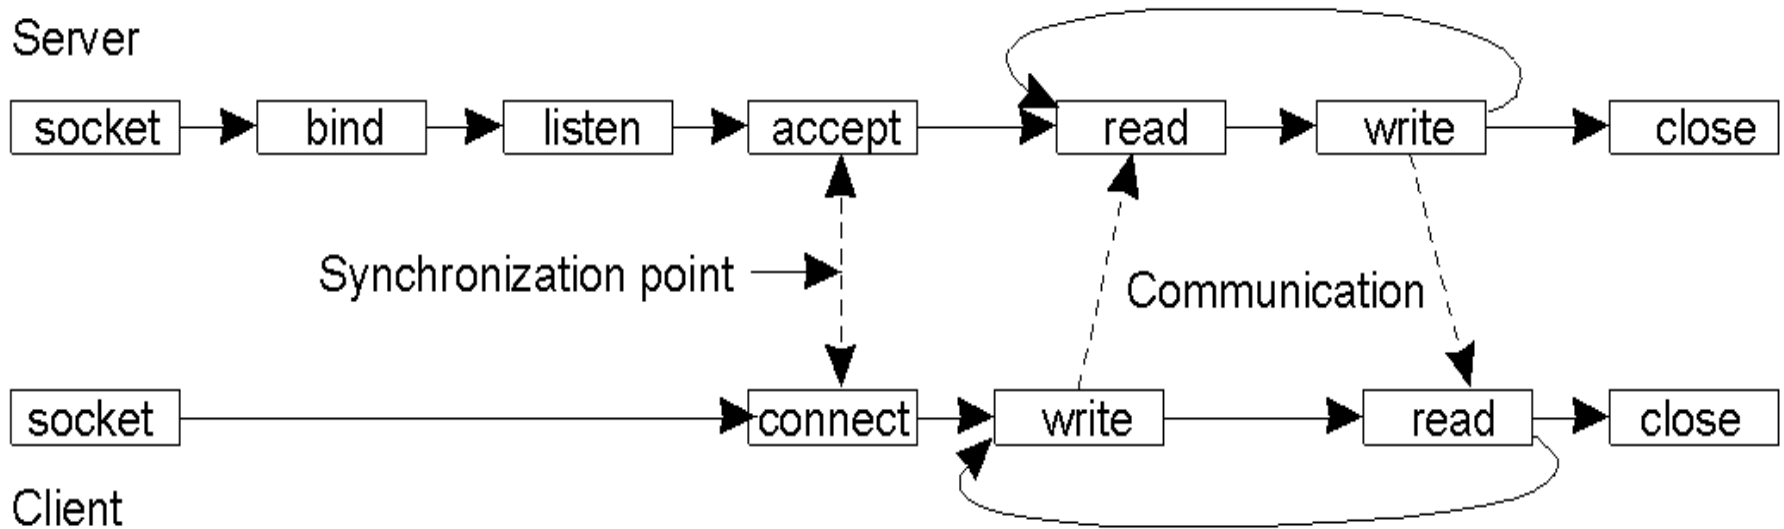 Server
socket bind listen accept read write close
Synchronization point
Communication
socket connect write read close
Client